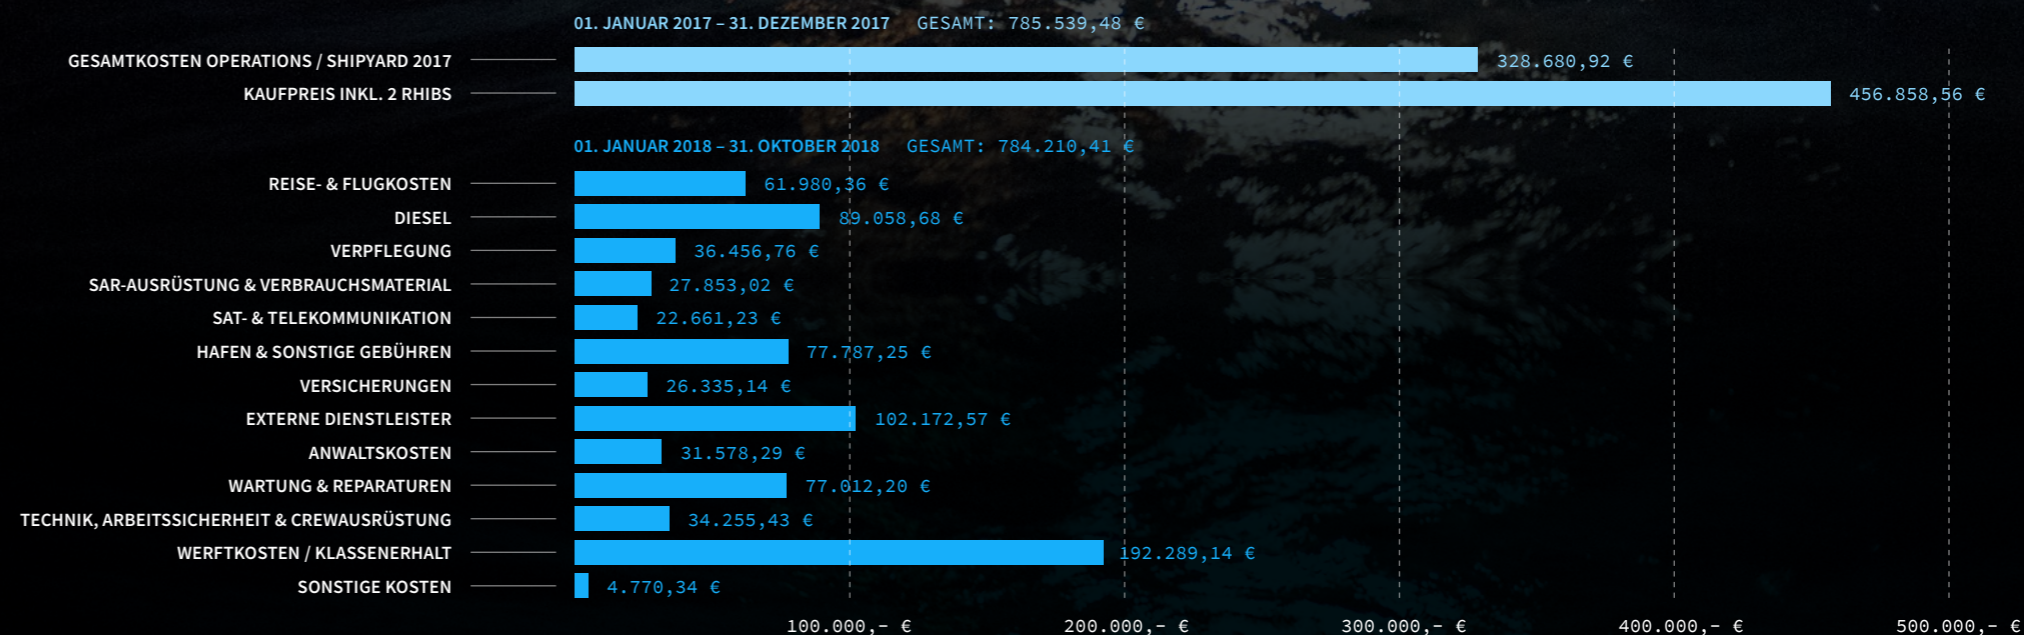 01. JANUAR 2017 – 31. DEZEMBER 2017 GESAMT: 785.539,48 €
GESAMTKOSTEN OPERATIONS / SHIPYARD 2017 328.680,92 €
KAUFPREIS INKL. 2 RHIBS 456.858,56 €
01. JANUAR 2018 – 31. OKTOBER 2018 GESAMT: 784.210,41 €
REISE- & FLUGKOSTEN 61.980,36 €
DIESEL 89.058,68 €
VERPFLEGUNG 36.456,76 €
SAR-AUSRÜSTUNG & VERBRAUCHSMATERIAL 27.853,02 €
SAT- & TELEKOMMUNIKATION 22.661,23 €
HAFEN & SONSTIGE GEBÜHREN 77.787,25 €
VERSICHERUNGEN 26.335,14 €
EXTERNE DIENSTLEISTER 102.172,57 €
ANWALTSKOSTEN 31.578,29 €
WARTUNG & REPARATUREN 77.012,20 €
TECHNIK, ARBEITSSICHERHEIT & CREWAUSRÜSTUNG 34.255,43 €
WERFTKOSTEN / KLASSENERHALT 192.289,14 €
SONSTIGE KOSTEN 4.770,34 €
100.000,- € 200.000,- € 300.000,- € 400.000,- € 500.000,- €